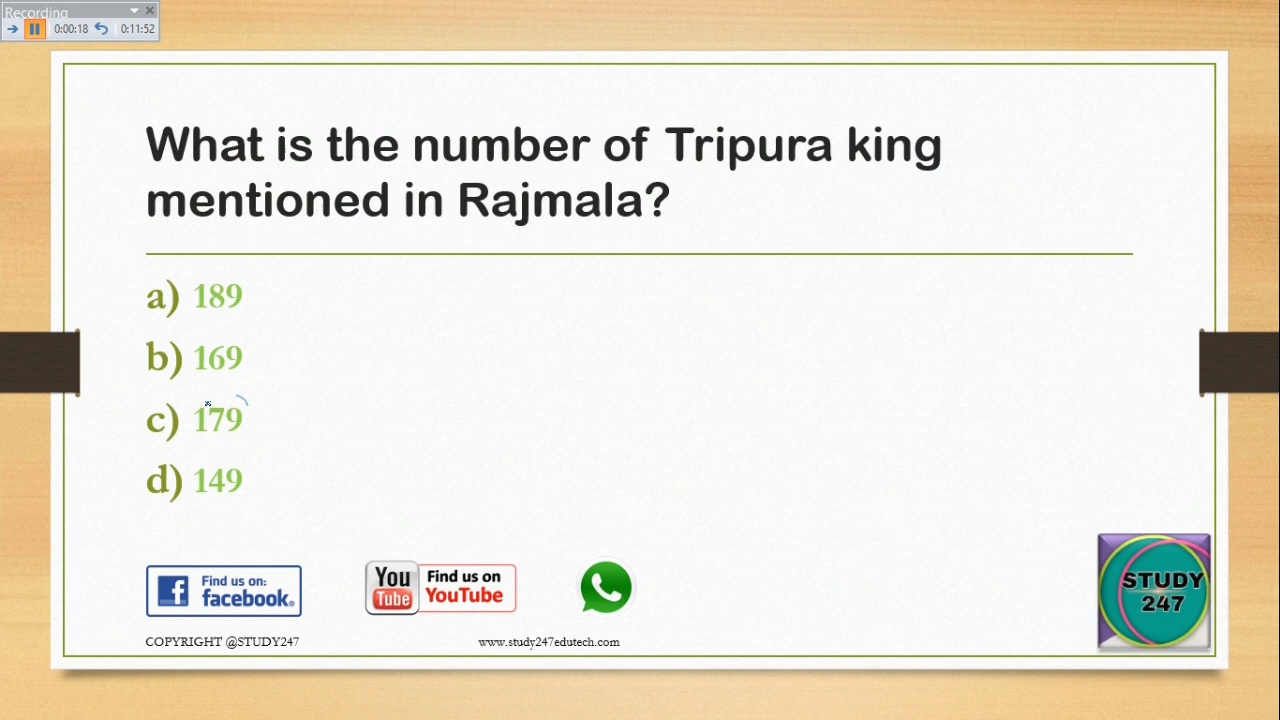 Recording
0:00:18 0:11:52
What is the number of Tripura king
mentioned in Rajmala?
a) 189
b) 169
c) 179
d) 149
Find us on:
facebook.
You
Tube
Find us on
YouTube
STUDY
247
COPYRIGHT @STUDY247
www.study247edutech.com